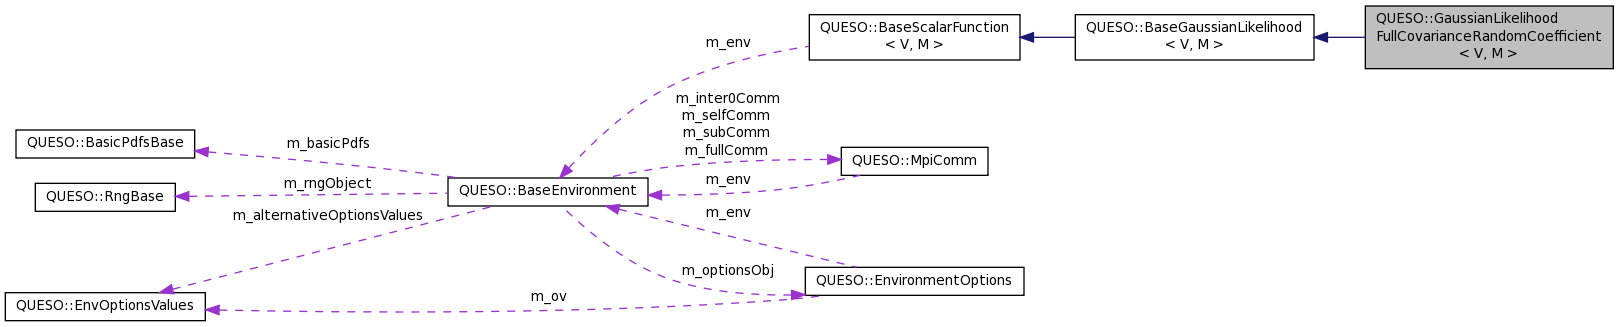 QUESO::GaussianLikelihood
FullCovarianceRandomCoefficient
< V, M >
QUESO::BaseScalarFunction
< V, M >
QUESO::BaseGaussianLikelihood
< V, M >
m_env
m_inter0Comm
m_selfComm
m_subComm
m_fullComm
QUESO::BasicPdfsBase
m_basicPdfs
QUESO::MpiComm
m_rngObject
m_env
QUESO::RngBase
QUESO::BaseEnvironment
m_alternativeOptionsValues
m_env
m_optionsObj
QUESO::EnvironmentOptions
m_ov
QUESO::EnvOptionsValues